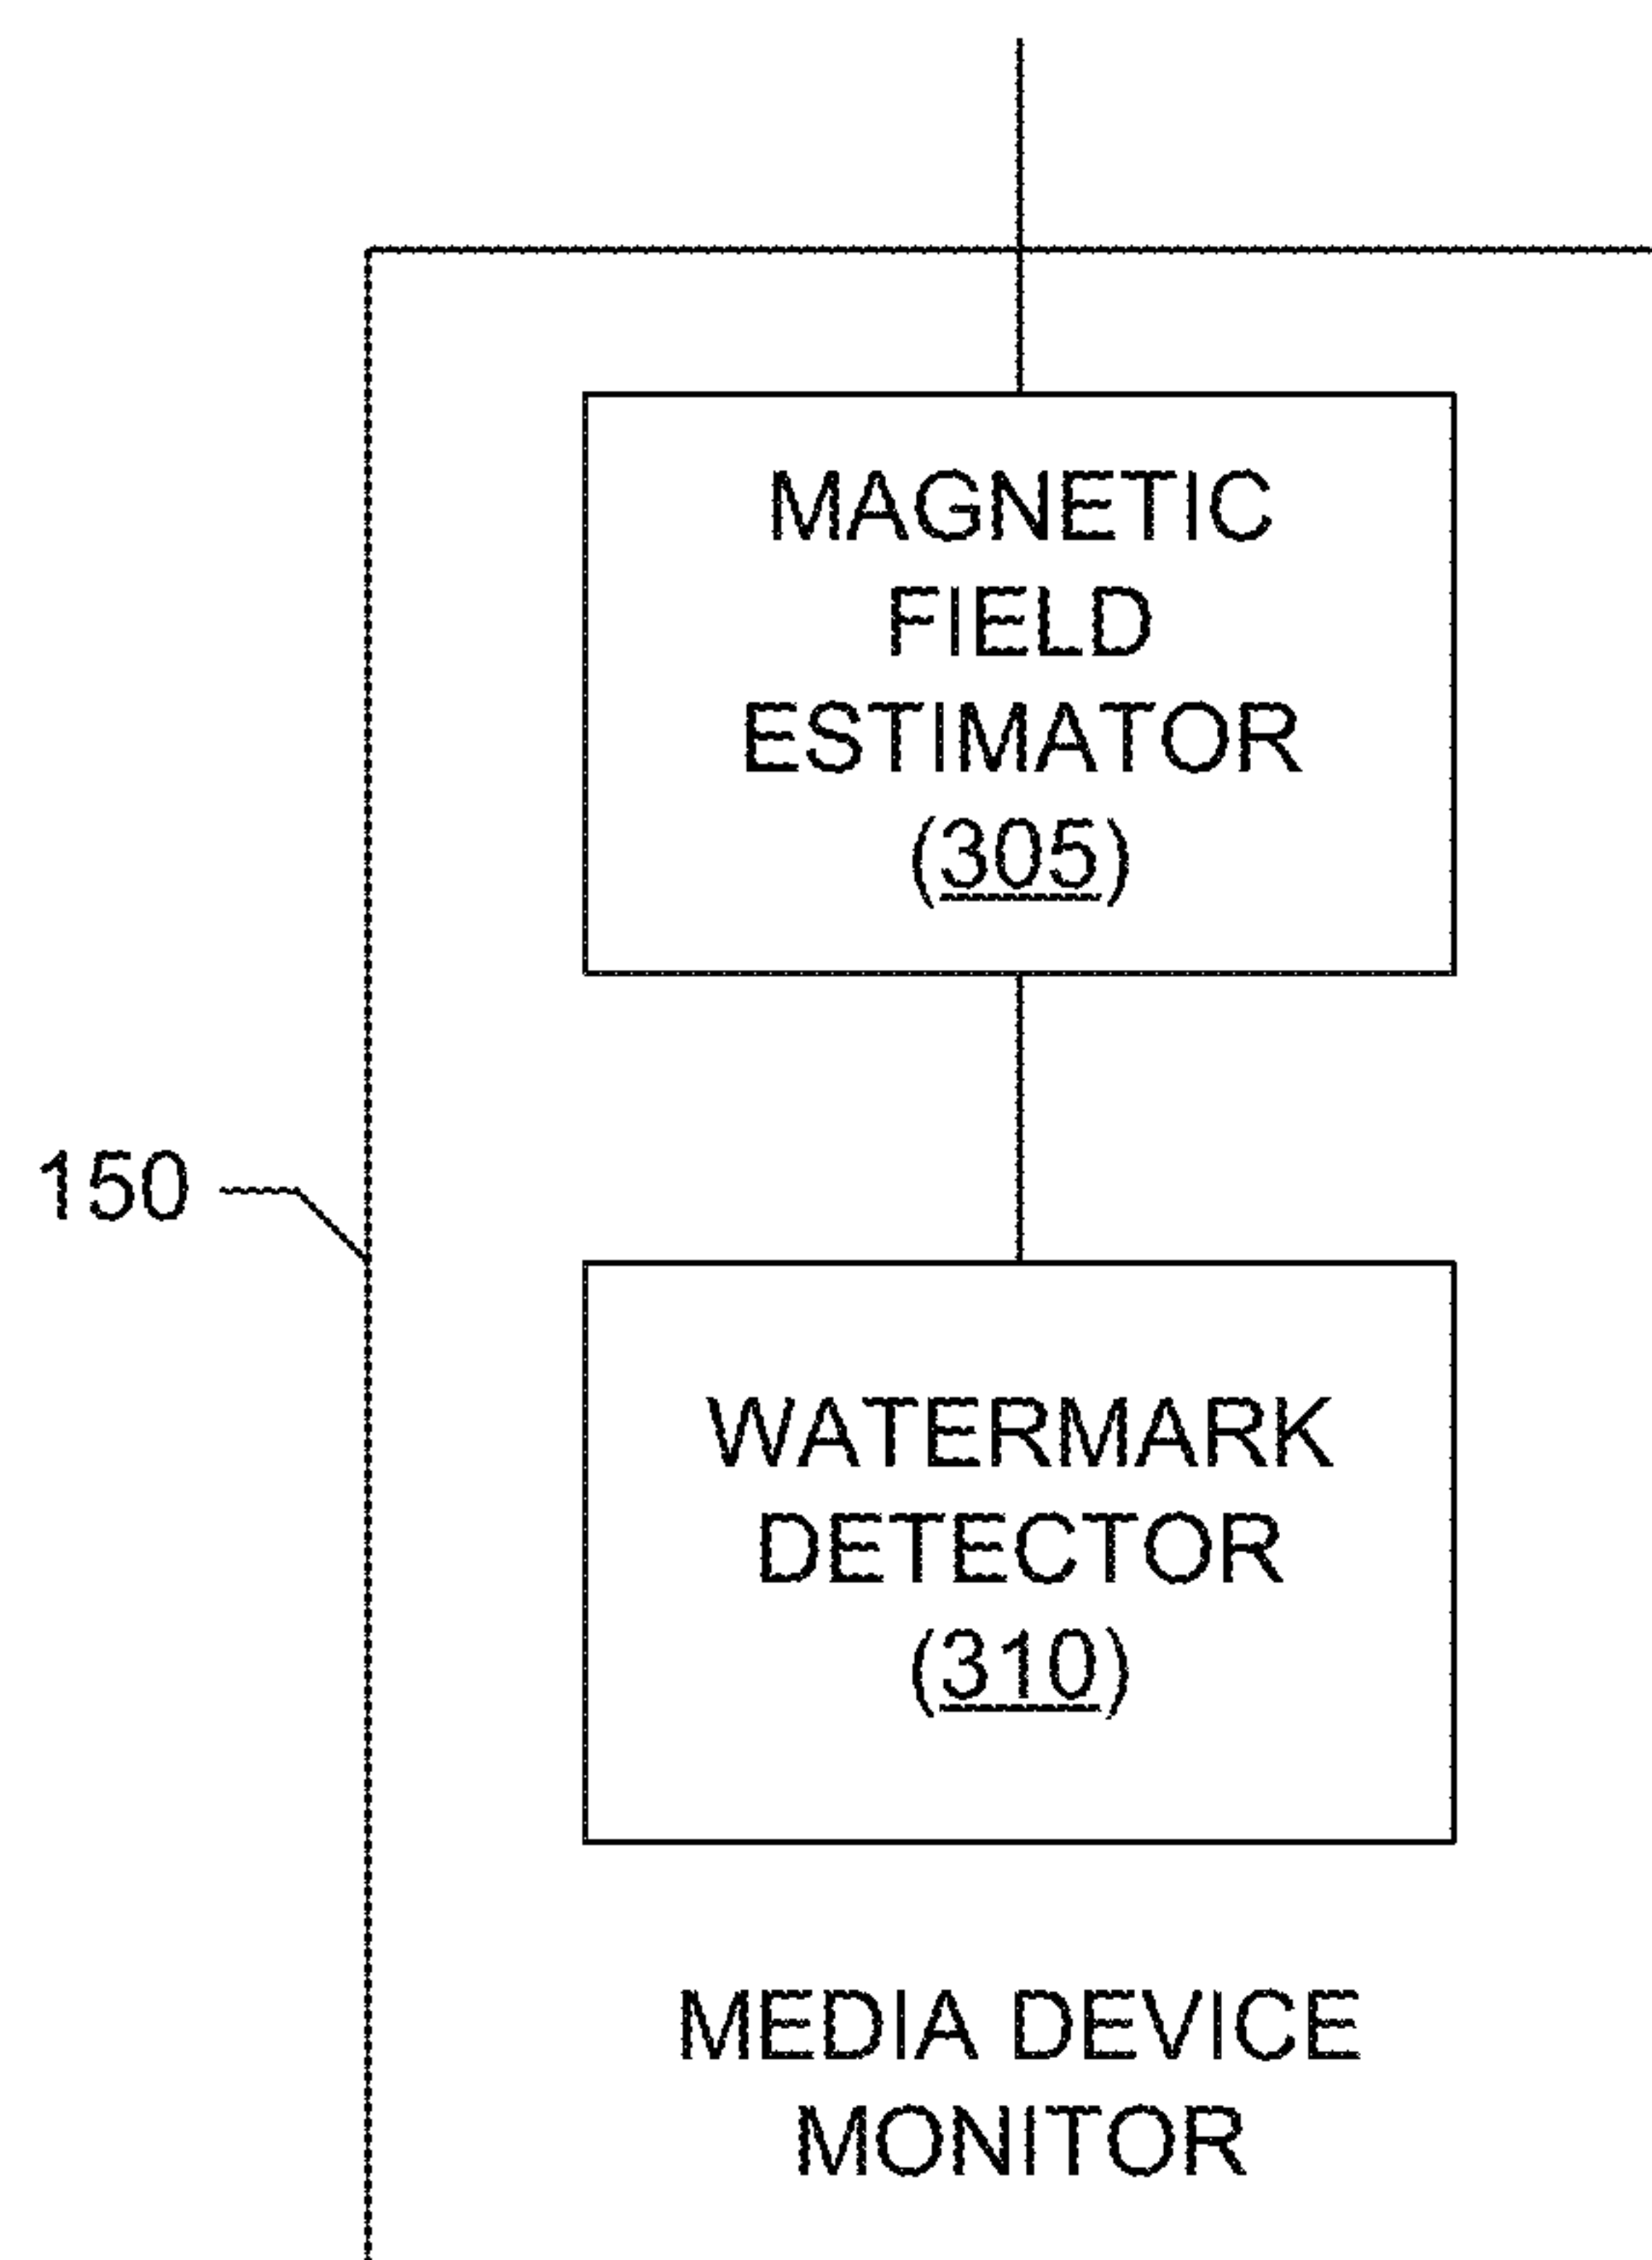 MAGNETIC
FIELD
ESTIMATOR
(305)
150
WATERMARK
DETECTOR
(310)
MEDIA DEVICE
MONITOR